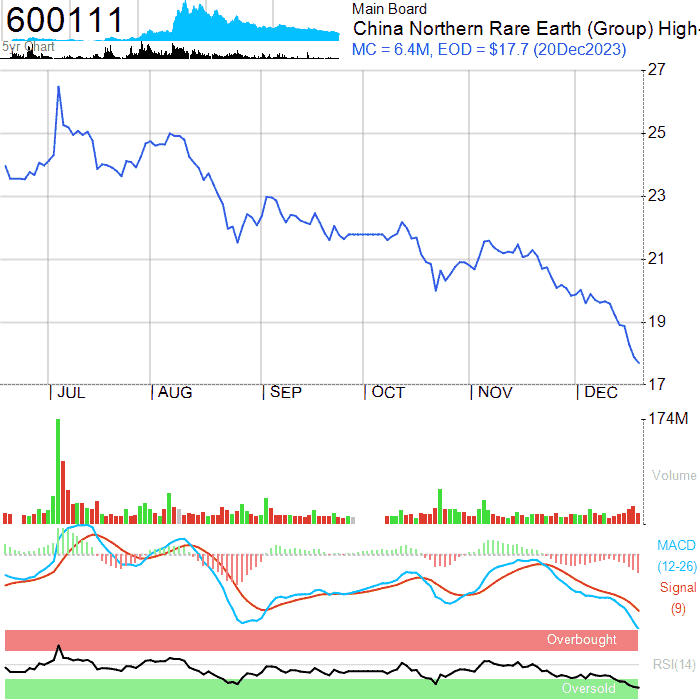 600111
5yr Chart
Main Board
China Northern Rare Earth (Group) High-
MC = 6.4M, EOD = $17.7 (20Dec2023)
27
25
23
21
19
17
JUL AUG SEP OCT NOV DEC
174M
Volume
MACD
(12-26)
Signal
(9)
Overbought
RSI(14)
Oversold